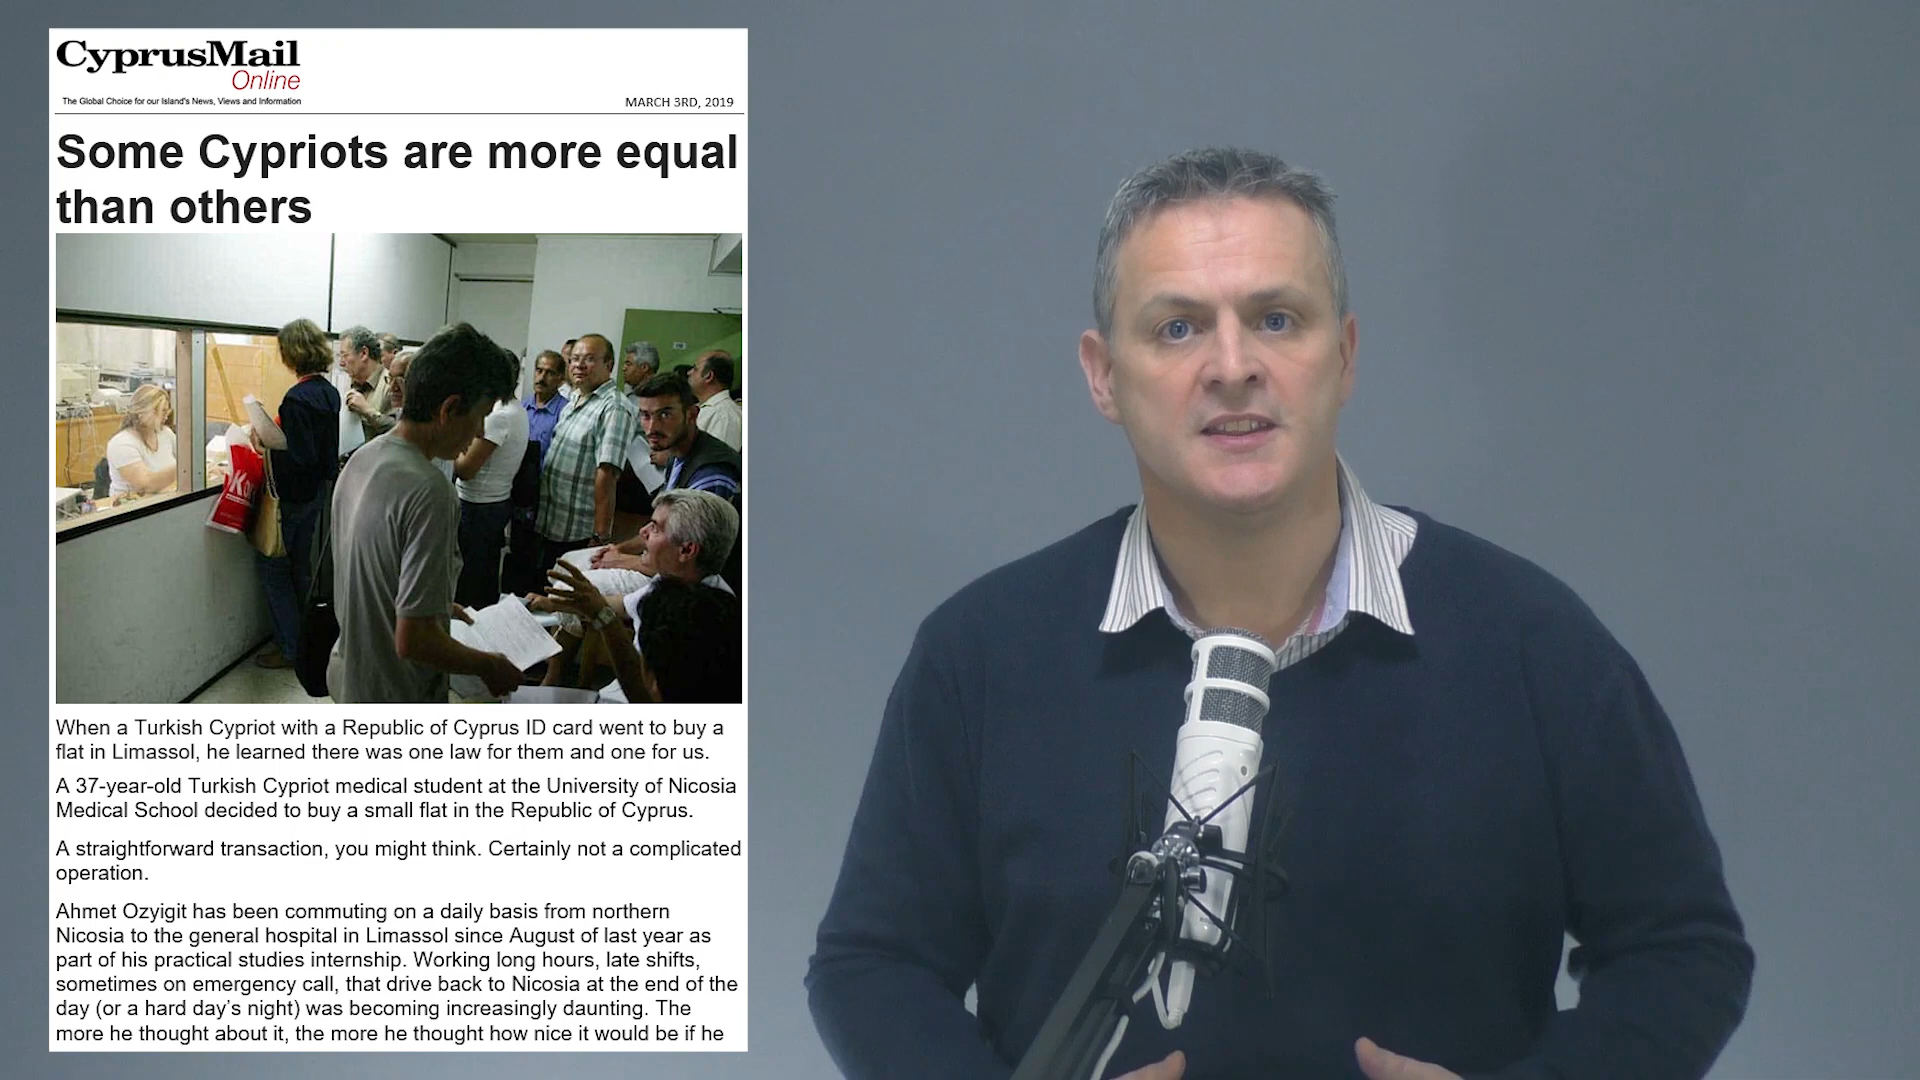 CyprusMail
Online
The Global Choice for our Island's News, Views and Information
MARCH 3RD, 2019
Some Cypriots are more equal
than others
When a Turkish Cypriot with a Republic of Cyprus ID card went to buy a
flat in Limassol, he learned there was one law for them and one for us.
A 37-year-old Turkish Cypriot medical student at the University of Nicosia
Medical School decided to buy a small flat in the Republic of Cyprus.
A straightforward transaction, you might think. Certainly not a complicated
operation.
Ahmet Ozyigit has been commuting on a daily basis from northern
Nicosia to the general hospital in Limassol since August of last year as
part of his practical studies internship. Working long hours, late shifts,
sometimes on emergency call, that drive back to Nicosia at the end of the
day (or a hard day's night) was becoming increasingly daunting. The
more he thought about it, the more he thought how nice it would be if he